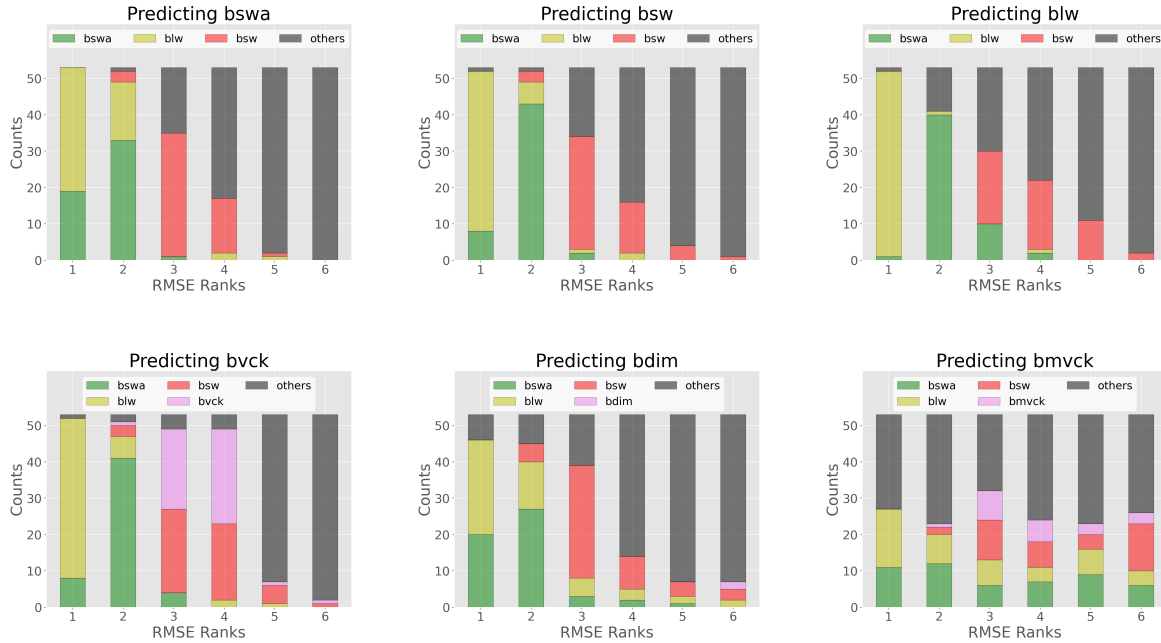 Predicting bswa
bswa blw bsw others
50
40
30
20
10
0
Counts
1 2 3 4 5 6
RMSE Ranks
Predicting bsw
bswa blw bsw others
50
40
30
20
10
0
Counts
1 2 3 4 5 6
RMSE Ranks
Predicting blw
bswa blw bsw others
50
40
30
20
10
0
Counts
1 2 3 4 5 6
RMSE Ranks
Predicting bvck
bswa bsw others
blw bvck
50
40
30
20
10
0
Counts
1 2 3 4 5 6
RMSE Ranks
Predicting bdim
bswa bsw others
blw bdim
50
40
30
20
10
0
Counts
1 2 3 4 5 6
RMSE Ranks
Predicting bmvck
bswa bsw others
blw bmvck
50
40
30
20
10
0
Counts
1 2 3 4 5 6
RMSE Ranks